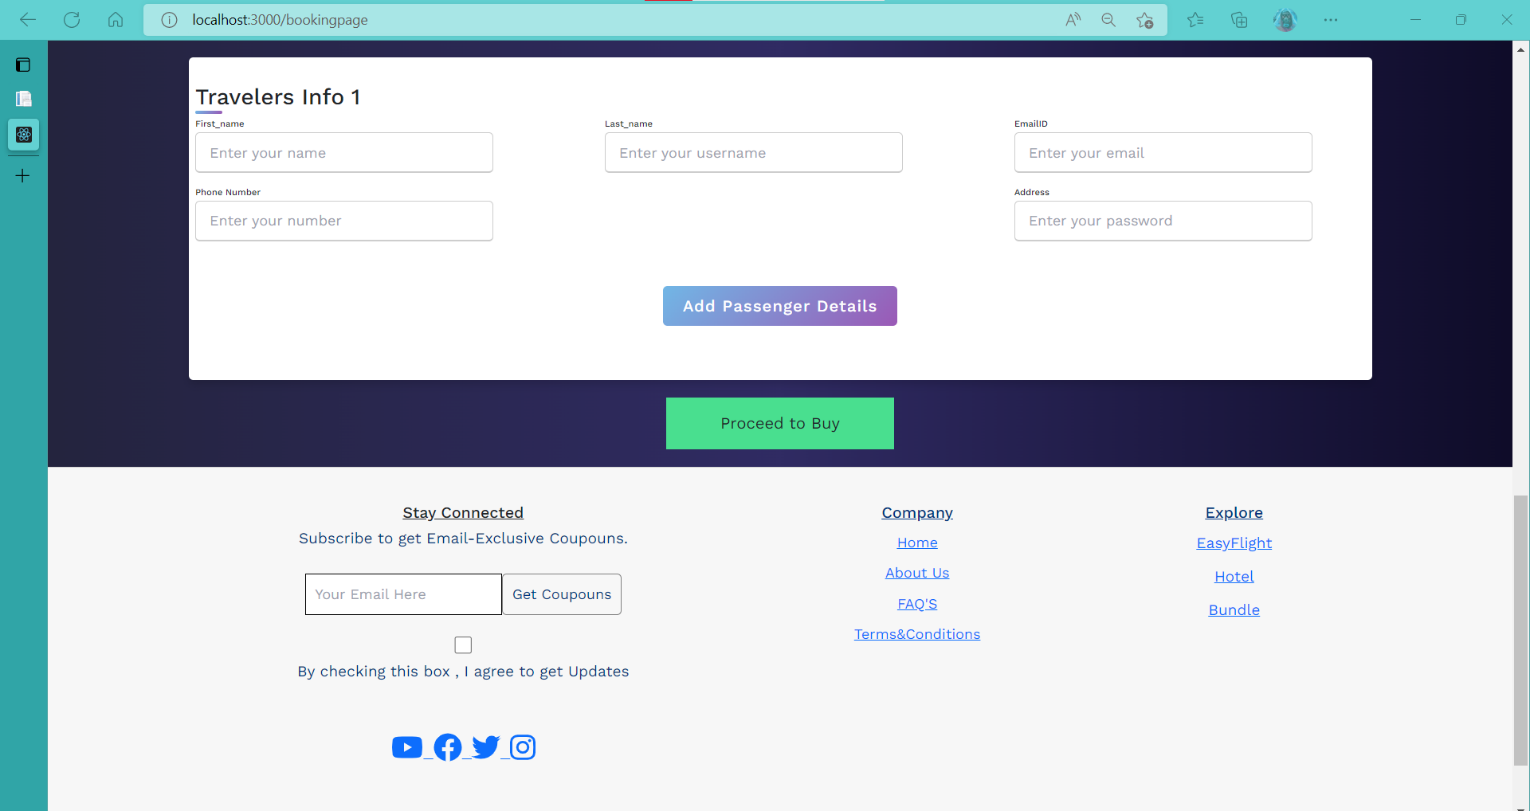 localhost:3000/bookingpage
Travelers Info 1
First_name
Last_name
EmailID
Enter your name
Enter your username
Enter your email
Phone Number
Address
Enter your number
Enter your password
Add Passenger Details
Proceed to Buy
Stay Connected
Subscribe to get Email-Exclusive Coupouns.
Your Email Here
Get Coupouns
By checking this box , I agree to get Updates
Company
Home
About Us
FAQ'S
Terms&Conditions
Explore
EasyFlight
Hotel
Bundle